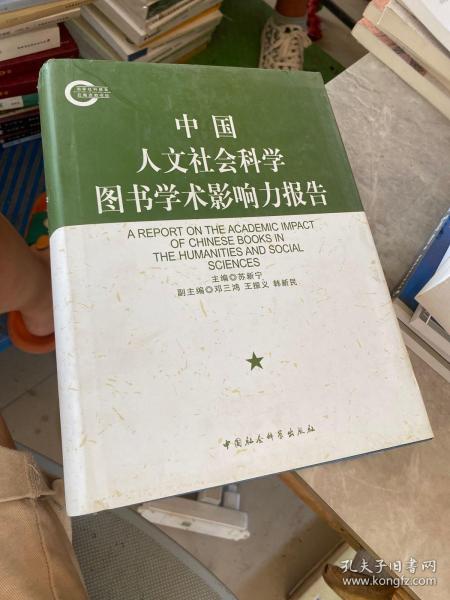 中国
人文社会科学
图书学术影响力报告
A REPORT ON THE ACADEMIC IMPACT
OF CHINESE BOOKS IN
THE HUMANITIES AND SOCIAL
SCIENCES
主编◎苏新宁
副主编◎邓三鸿 王振义 韩新民
中国社会科学出版社
孔夫子旧书网
www.kongfz.com